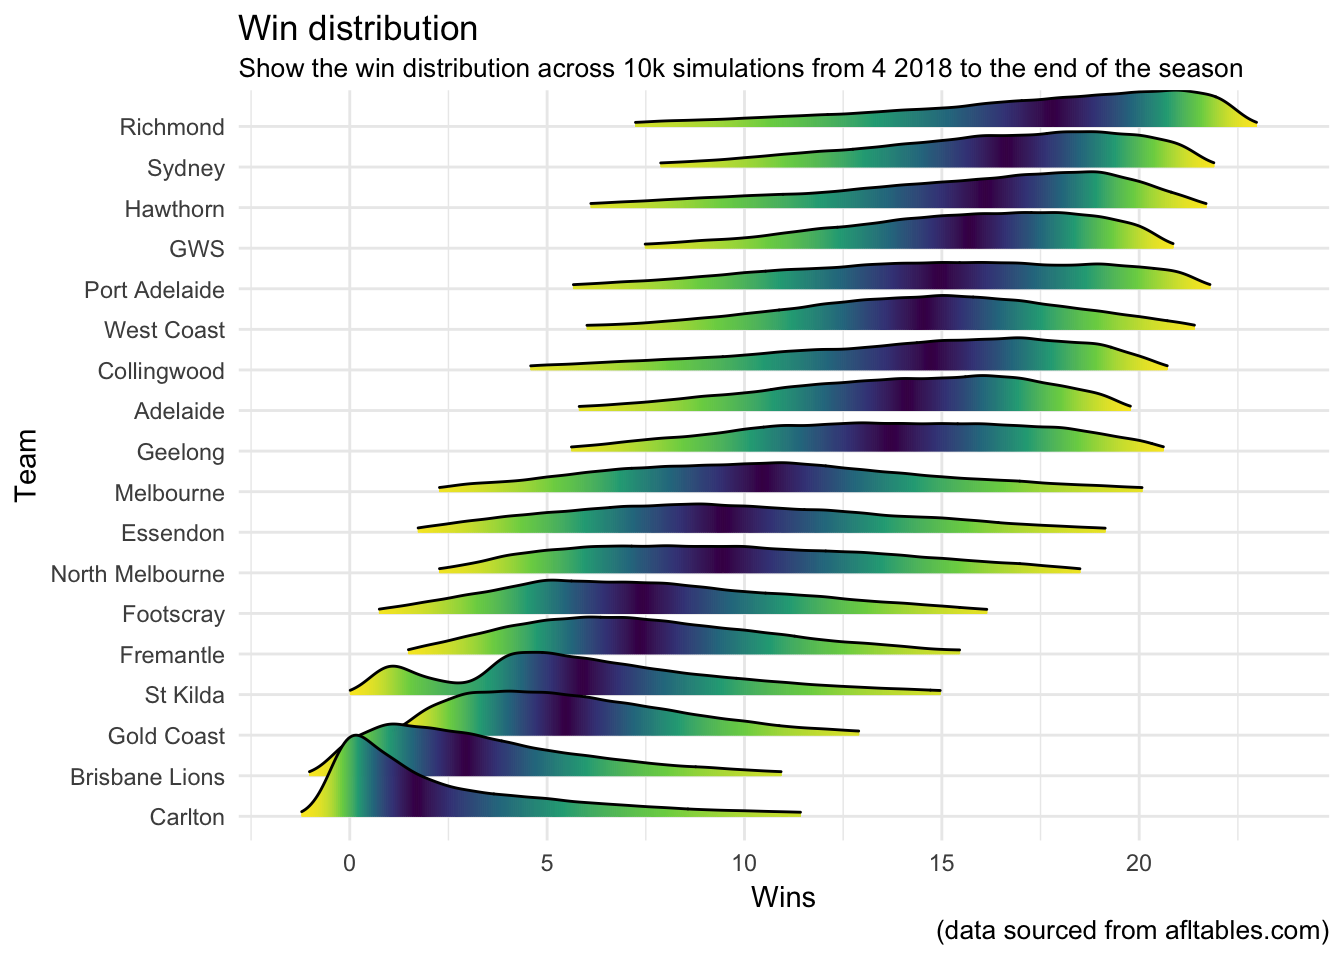 Win distribution
Show the win distribution across 10k simulations from 4 2018 to the end of the season
Richmond
Sydney
Hawthorn
GWS
Port Adelaide
West Coast
Collingwood
Adelaide
Geelong
Melbourne
Essendon
North Melbourne
Footscray
Fremantle
St Kilda
Gold Coast
Brisbane Lions
Carlton
Team
0 5 10 15 20
Wins
(data sourced from afltables.com)